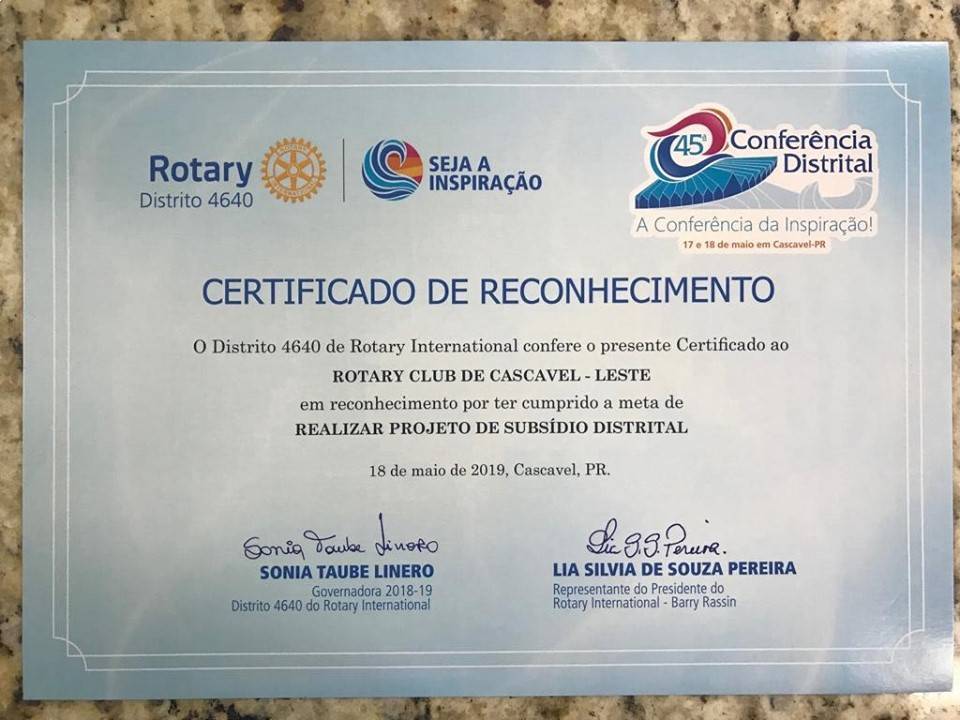 Rotary
Distrito 4640
SEJA A
INSPIRAÇÃO
45ª Conferência
Distrital
A Conferência da Inspiração!
17 e 18 de maio em Cascavel-PR
CERTIFICADO DE RECONHECIMENTO
O Distrito 4640 de Rotary International confere o presente Certificado ao
ROTARY CLUB DE CASCAVEL - LESTE
em reconhecimento por ter cumprido a meta de
REALIZAR PROJETO DE SUBSÍDIO DISTRITAL
18 de maio de 2019, Cascavel, PR.
Sonia Taube Linero
SONIA TAUBE LINERO
Governadora 2018-19
Distrito 4640 do Rotary International
Pereira.
LIA SILVIA DE SOUZA PEREIRA
Representante do Presidente do
Rotary International - Barry Rassin